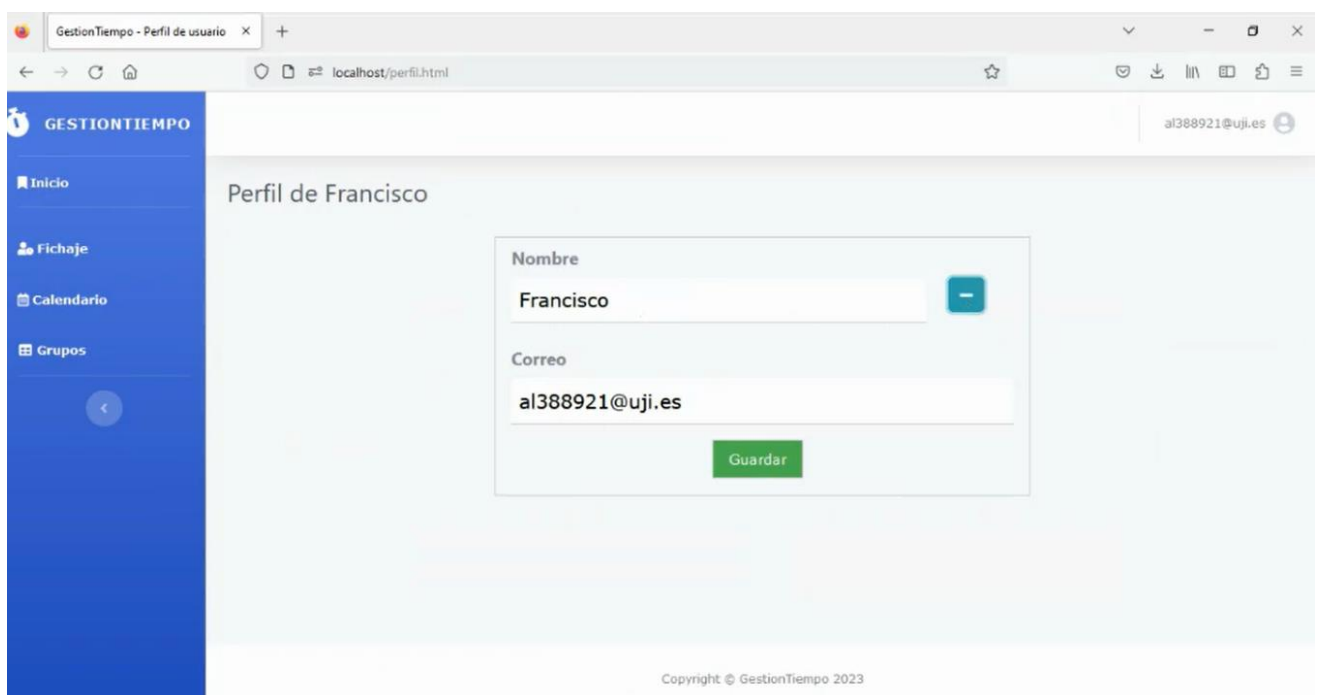 GestionTiempo - Perfil de usuario
localhost/perfil.html
GESTIONTIEMPO
al388921@uji.es
Inicio
Perfil de Francisco
Fichaje
Calendario
Grupos
Nombre
Francisco
Correo
al388921@uji.es
Guardar
Copyright © GestionTiempo 2023